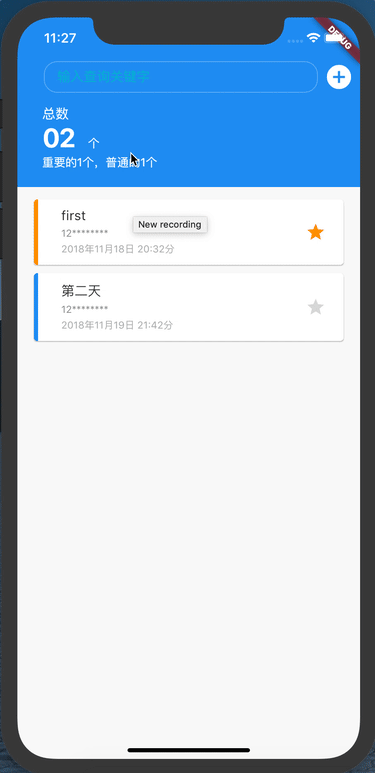 11:27
DEBUG
输入查询关键字
总数
02 个
重要的1个，普通的1个
New recording
first
12********
2018年11月18日 20:32分
第二天
12********
2018年11月19日 21:42分